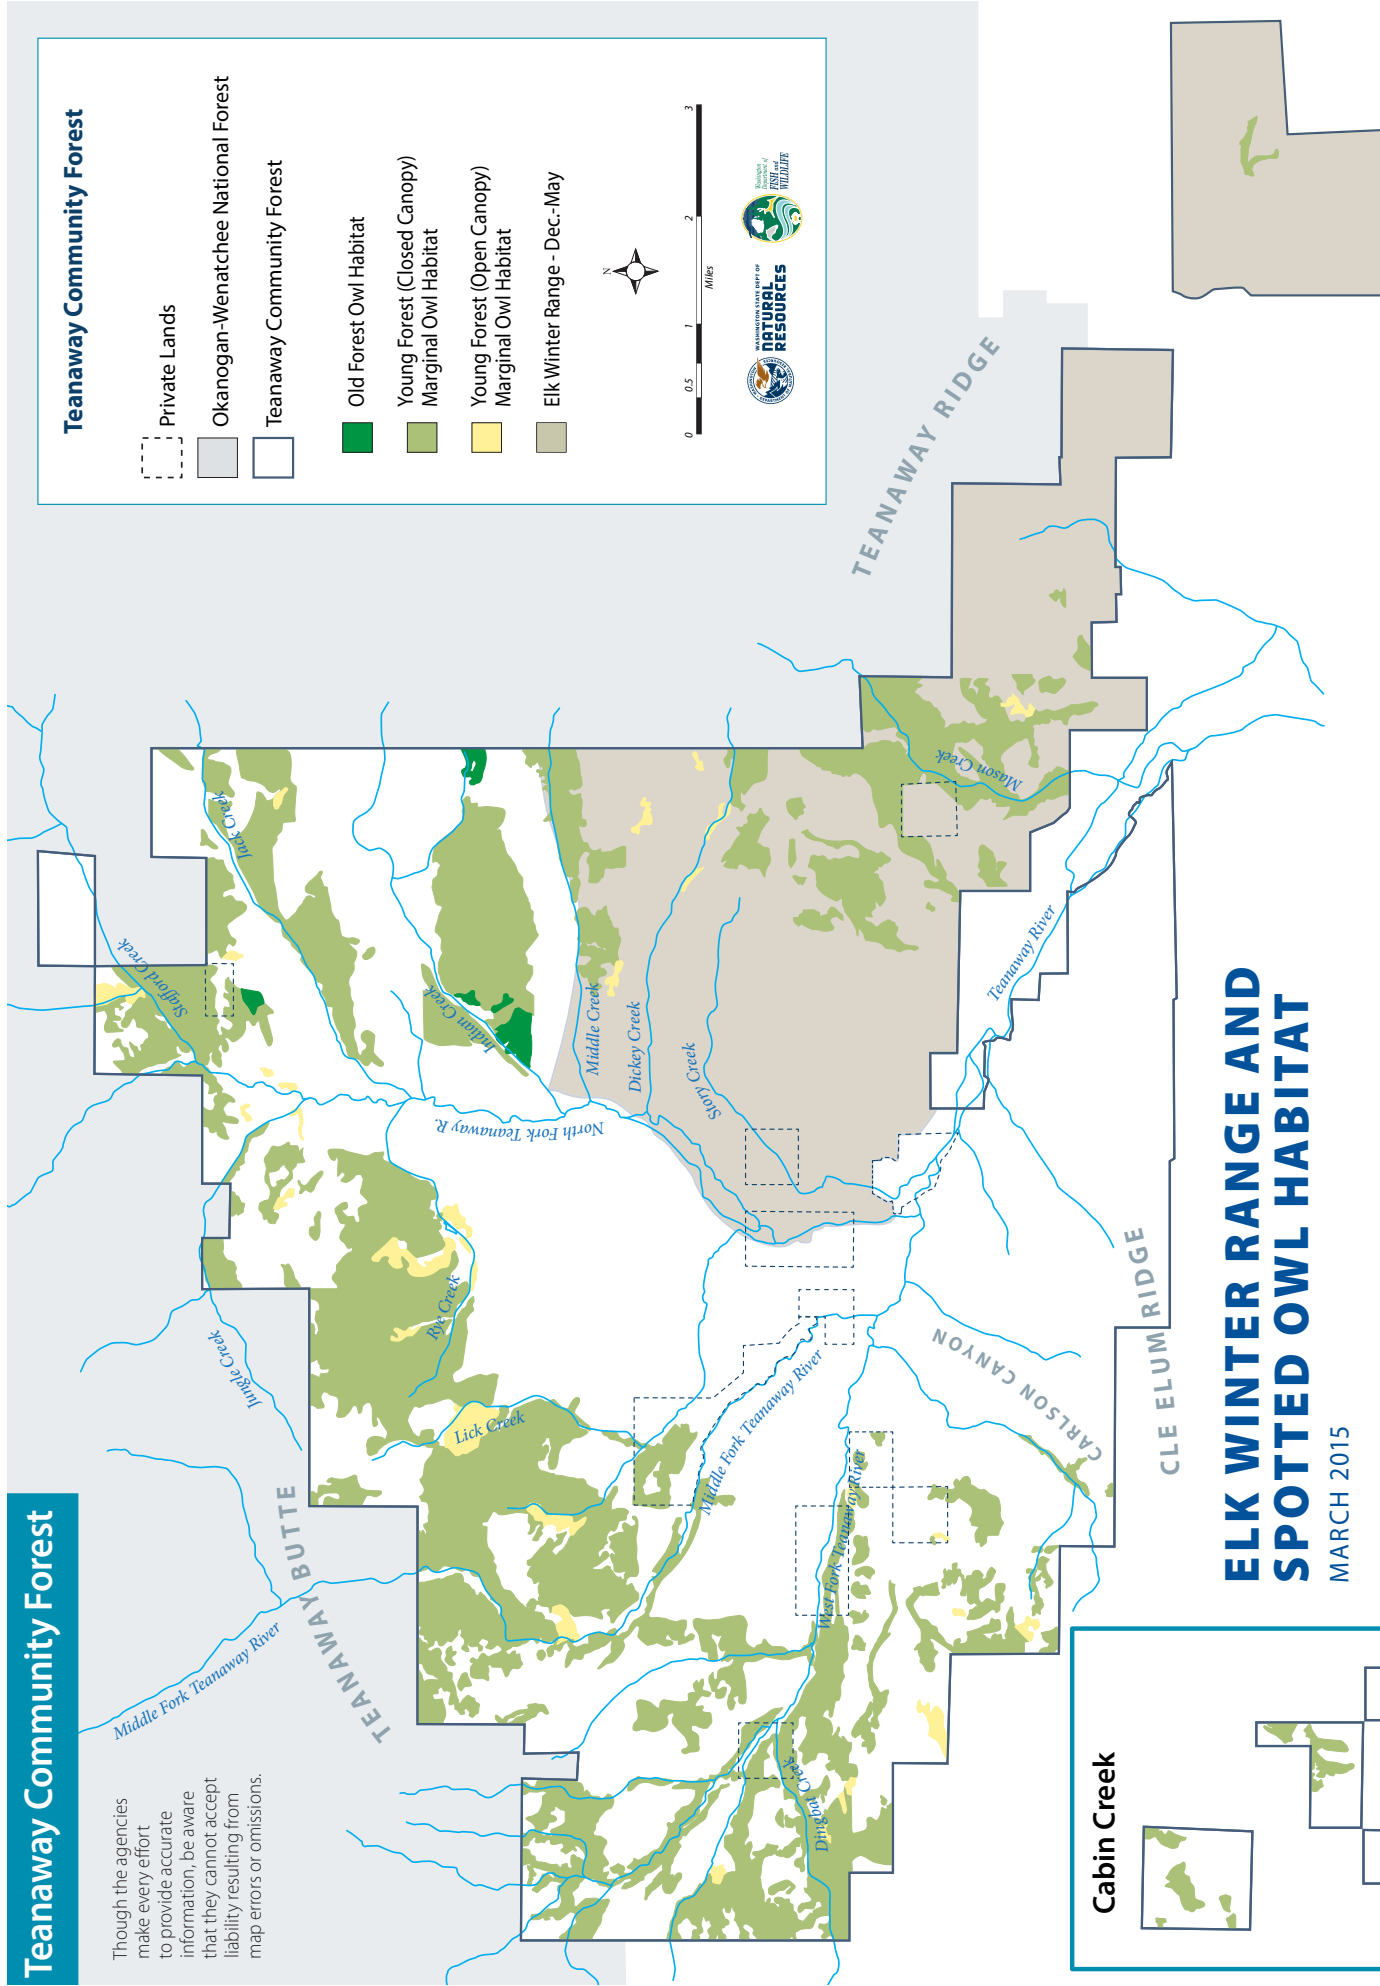 Teanaway Community Forest
Though the agencies
make every effort
to provide accurate
information, be aware
that they cannot accept
liability resulting from
map errors or omissions.
Teanaway Community Forest
Private Lands
Okanogan-Wenatchee National Forest
Teanaway Community Forest
Old Forest Owl Habitat
Young Forest (Closed Canopy)
Marginal Owl Habitat
Young Forest (Open Canopy)
Marginal Owl Habitat
Elk Winter Range - Dec.-May
N
0 0.5 1 2 3
Miles
WASHINGTON STATE DEPT OF
NATURAL
RESOURCES
Washington
Department of
FISH and
WILDLIFE
Middle Fork Teanaway River
TEANAWAY BUTTE
Jungle Creek
Stafford Creek
Jack Creek
Indian Creek
Rye Creek
Lick Creek
North Fork Teanaway R.
Middle Creek
Dickey Creek
Story Creek
Middle Fork Teanaway River
West Fork Teanaway River
Dingbat Creek
TEANAWAY RIDGE
Mason Creek
Teanaway River
CARLSON CANYON
CLE ELUM RIDGE
Cabin Creek
ELK WINTER RANGE AND
SPOTTED OWL HABITAT
MARCH 2015